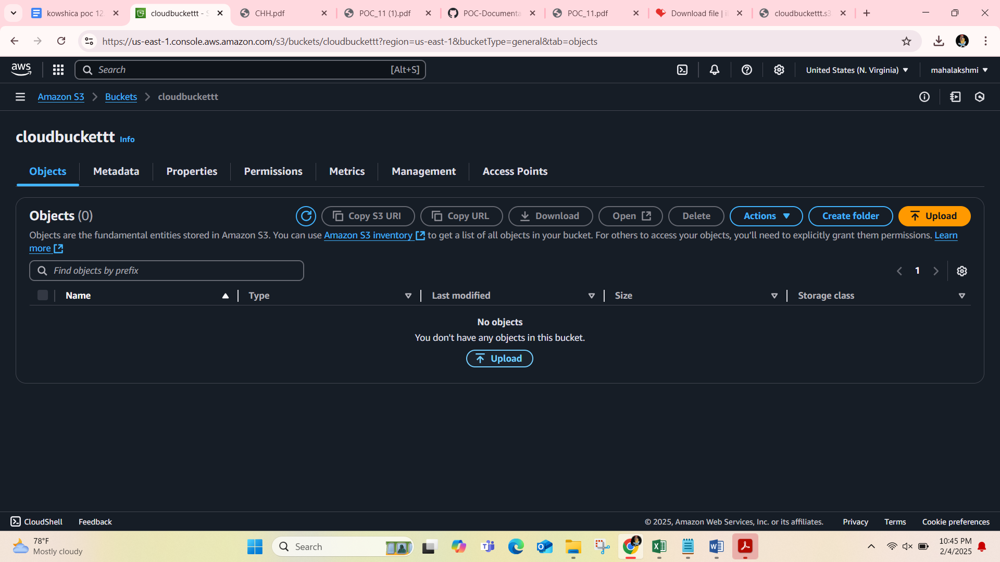 kowshica poc 12.
cloudbuckettt - S
CHH.pdf
POC_11 (1).pdf
POC-Documenta
POC_11.pdf
Download file | il
cloudbuckettt.s3
https://us-east-1.console.aws.amazon.com/s3/buckets/cloudbuckettt?region=us-east-1&bucketType=general&tab=objects
aws
Search [Alt+S]
United States (N. Virginia)
mahalakshmi
Amazon S3 > Buckets > cloudbuckettt
cloudbuckettt Info
Objects
Metadata
Properties
Permissions
Metrics
Management
Access Points
Objects (0)
Copy S3 URI
Copy URL
Download
Open
Delete
Actions
Create folder
Upload
Objects are the fundamental entities stored in Amazon S3. You can use Amazon S3 inventory to get a list of all objects in your bucket. For others to access your objects, you’ll need to explicitly grant them permissions. Learn
more
Find objects by prefix
1
Name
Type
Last modified
Size
Storage class
No objects
You don't have any objects in this bucket.
Upload
CloudShell
Feedback
© 2025, Amazon Web Services, Inc. or its affiliates.
Privacy
Terms
Cookie preferences
78°F
Mostly cloudy
Search
10:45 PM
2/4/2025